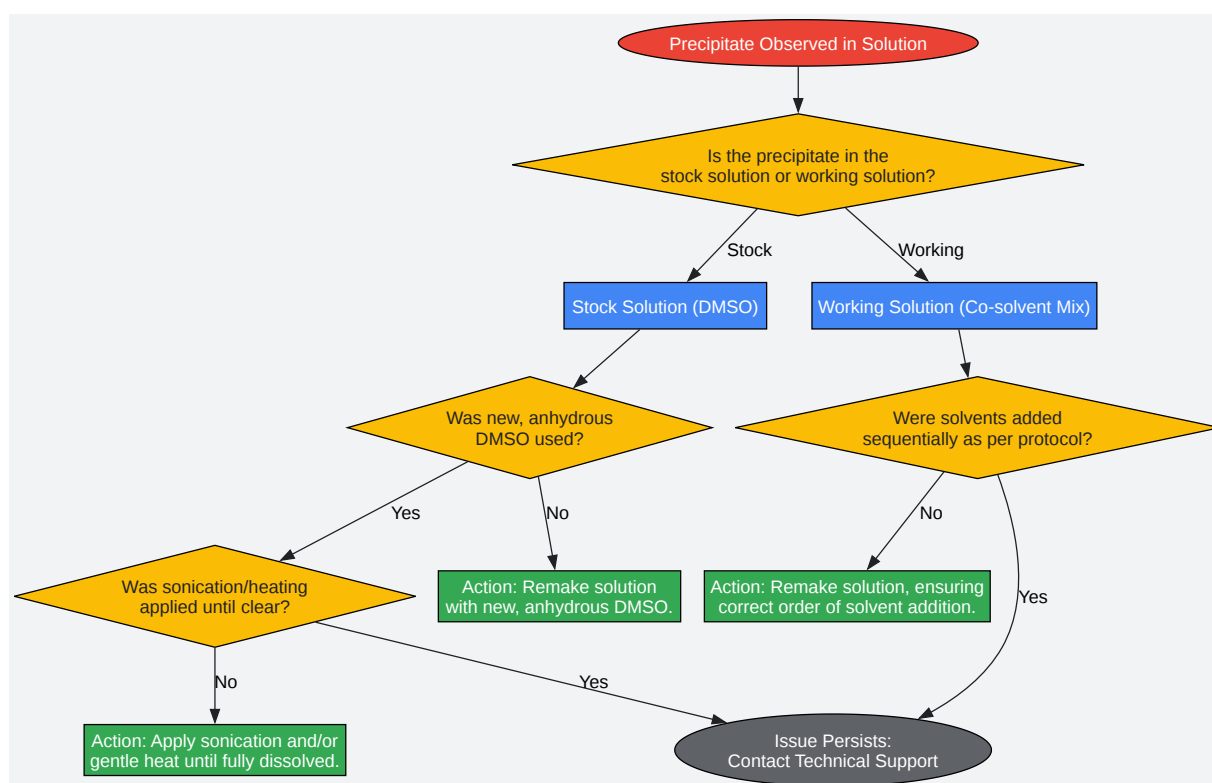 Precipitate Observed in Solution
Is the precipitate in the
stock solution or working solution?
Stock
Working
Stock Solution (DMSO)
Working Solution (Co-solvent Mix)
Was new, anhydrous
DMSO used?
Were solvents added
sequentially as per protocol?
Yes
No
No
Yes
Was sonication/heating
applied until clear?
Action: Remake solution
with new, anhydrous DMSO.
Action: Remake solution, ensuring
correct order of solvent addition.
No
Yes
Action: Apply sonication and/or
gentle heat until fully dissolved.
Issue Persists:
Contact Technical Support